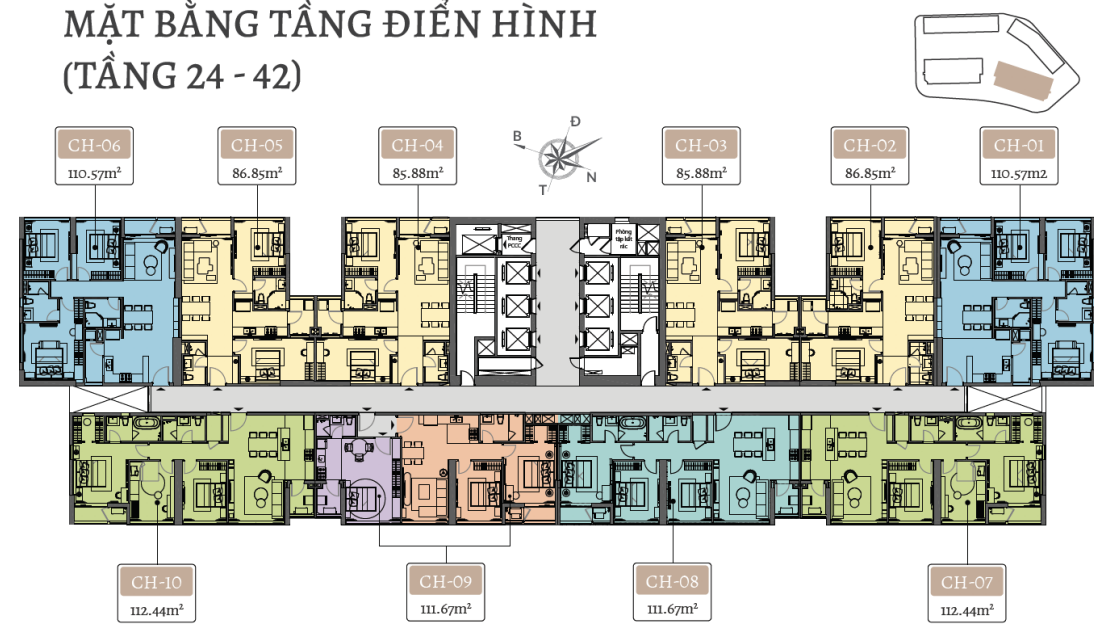 MẶT BẰNG TẦNG ĐIỂN HÌNH
(TẦNG 24 - 42)
B
Đ
T
N
CH-06
110.57m²
CH-05
86.85m²
CH-04
85.88m²
CH-03
85.88m²
CH-02
86.85m²
CH-01
110.57m2
Thang
PCCC
Phòng
tập kết
rác
CH-10
112.44m²
CH-09
111.67m²
CH-08
111.67m²
CH-07
112.44m²